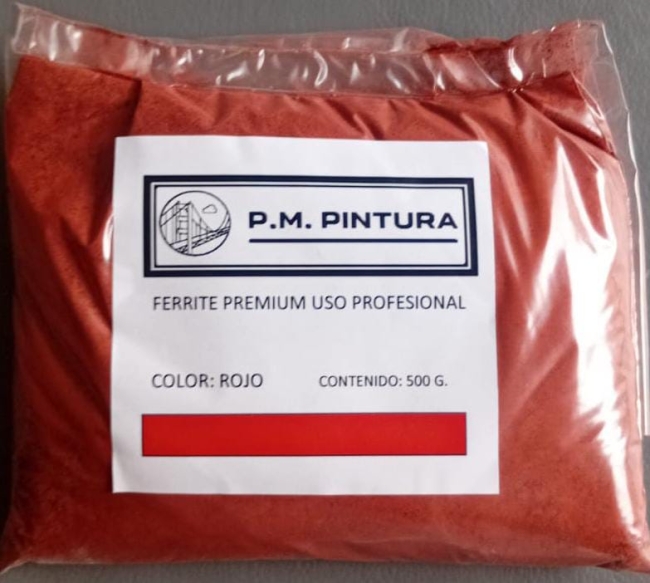 P.M. PINTURA
FERRITE PREMIUM USO PROFESIONAL
COLOR: ROJO CONTENIDO: 500 G.